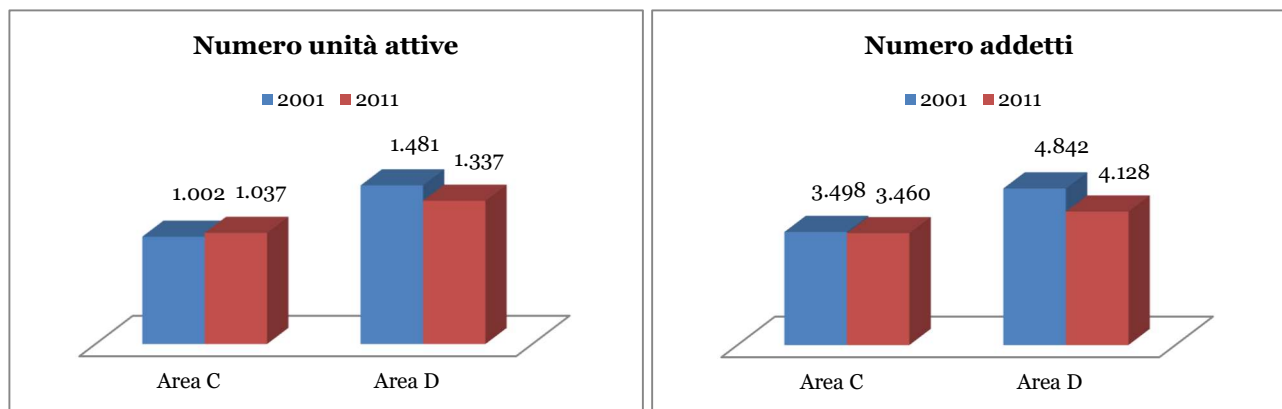 Numero unità attive
2001 2011
1.002 1.037 1.481 1.337
Area C Area D
Numero addetti
2001 2011
3.498 3.460 4.842 4.128
Area C Area D